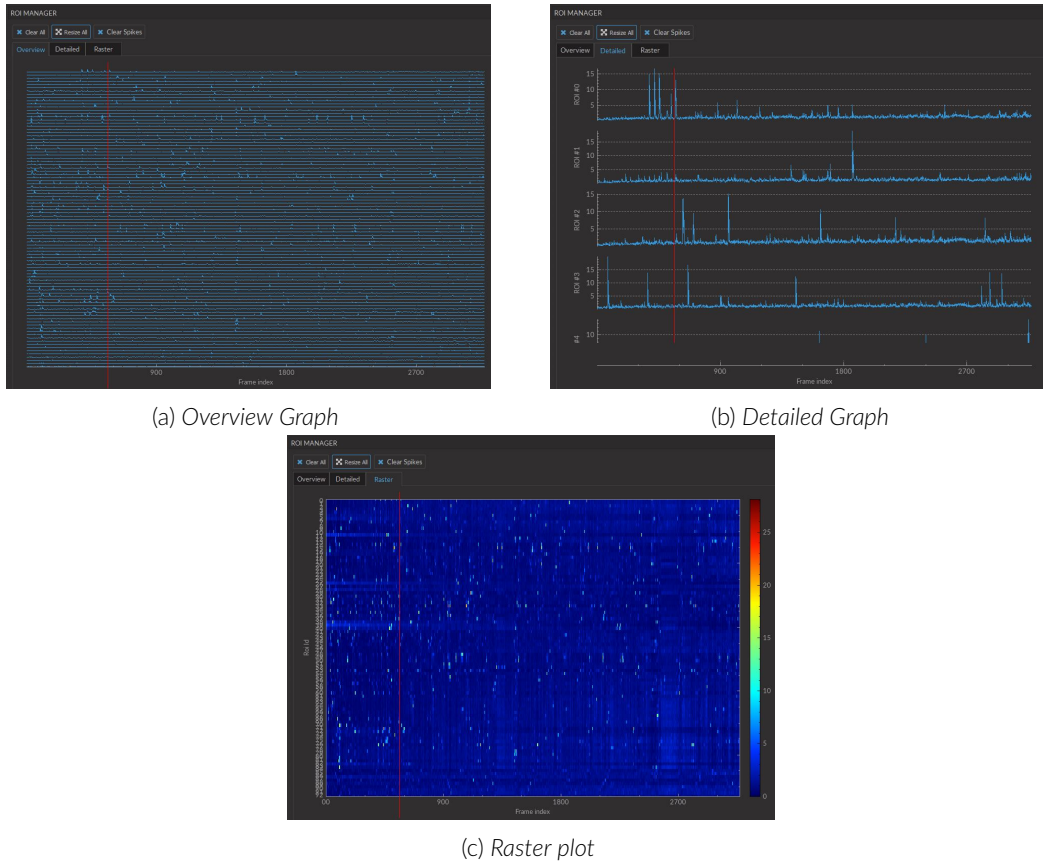 ROI MANAGER
Clear All Resize All Clear Spikes
Overview Detailed Raster
900 1800 2700
Frame index
(a) Overview Graph
ROI MANAGER
Clear All Resize All Clear Spikes
Overview Detailed Raster
15
10
5
ROI #0
15
10
5
ROI #1
15
10
5
ROI #2
15
10
5
ROI #3
10
#4
900 1800 2700
Frame index
(b) Detailed Graph
ROI MANAGER
Clear All Resize All Clear Spikes
Overview Detailed Raster
Roi Id
00 900 1800 2700
Frame index
25
20
15
10
5
0
(c) Raster plot